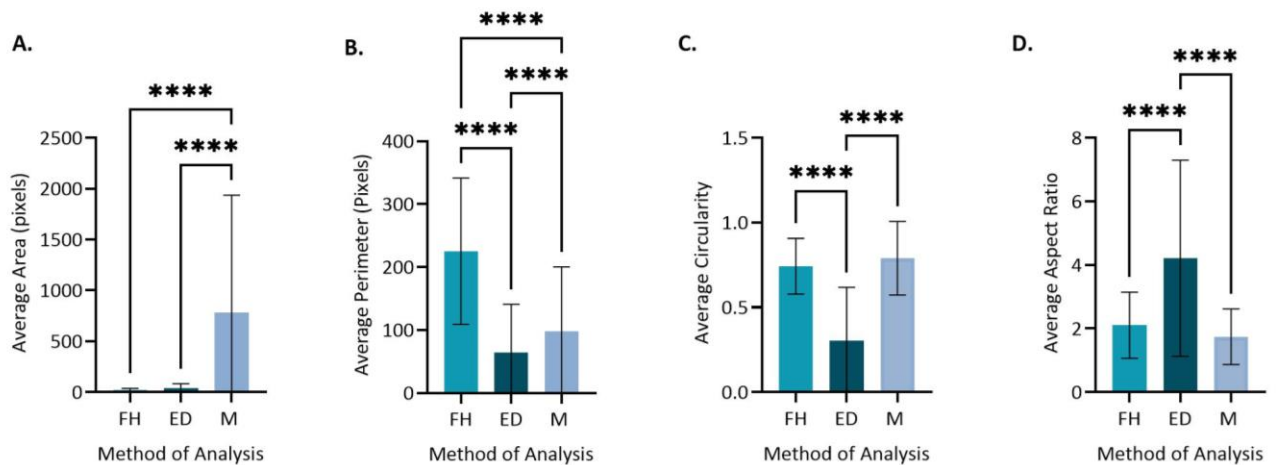 A.
****
****
2500
2000
1500
1000
500
0
Average Area (pixels)
FH ED M
Method of Analysis
B.
****
****
****
400
300
200
100
0
Average Perimeter (Pixels)
FH ED M
Method of Analysis
C.
****
****
1.5
1.0
0.5
0.0
Average Circularity
FH ED M
Method of Analysis
D.
****
****
8
6
4
2
0
Average Aspect Ratio
FH ED M
Method of Analysis